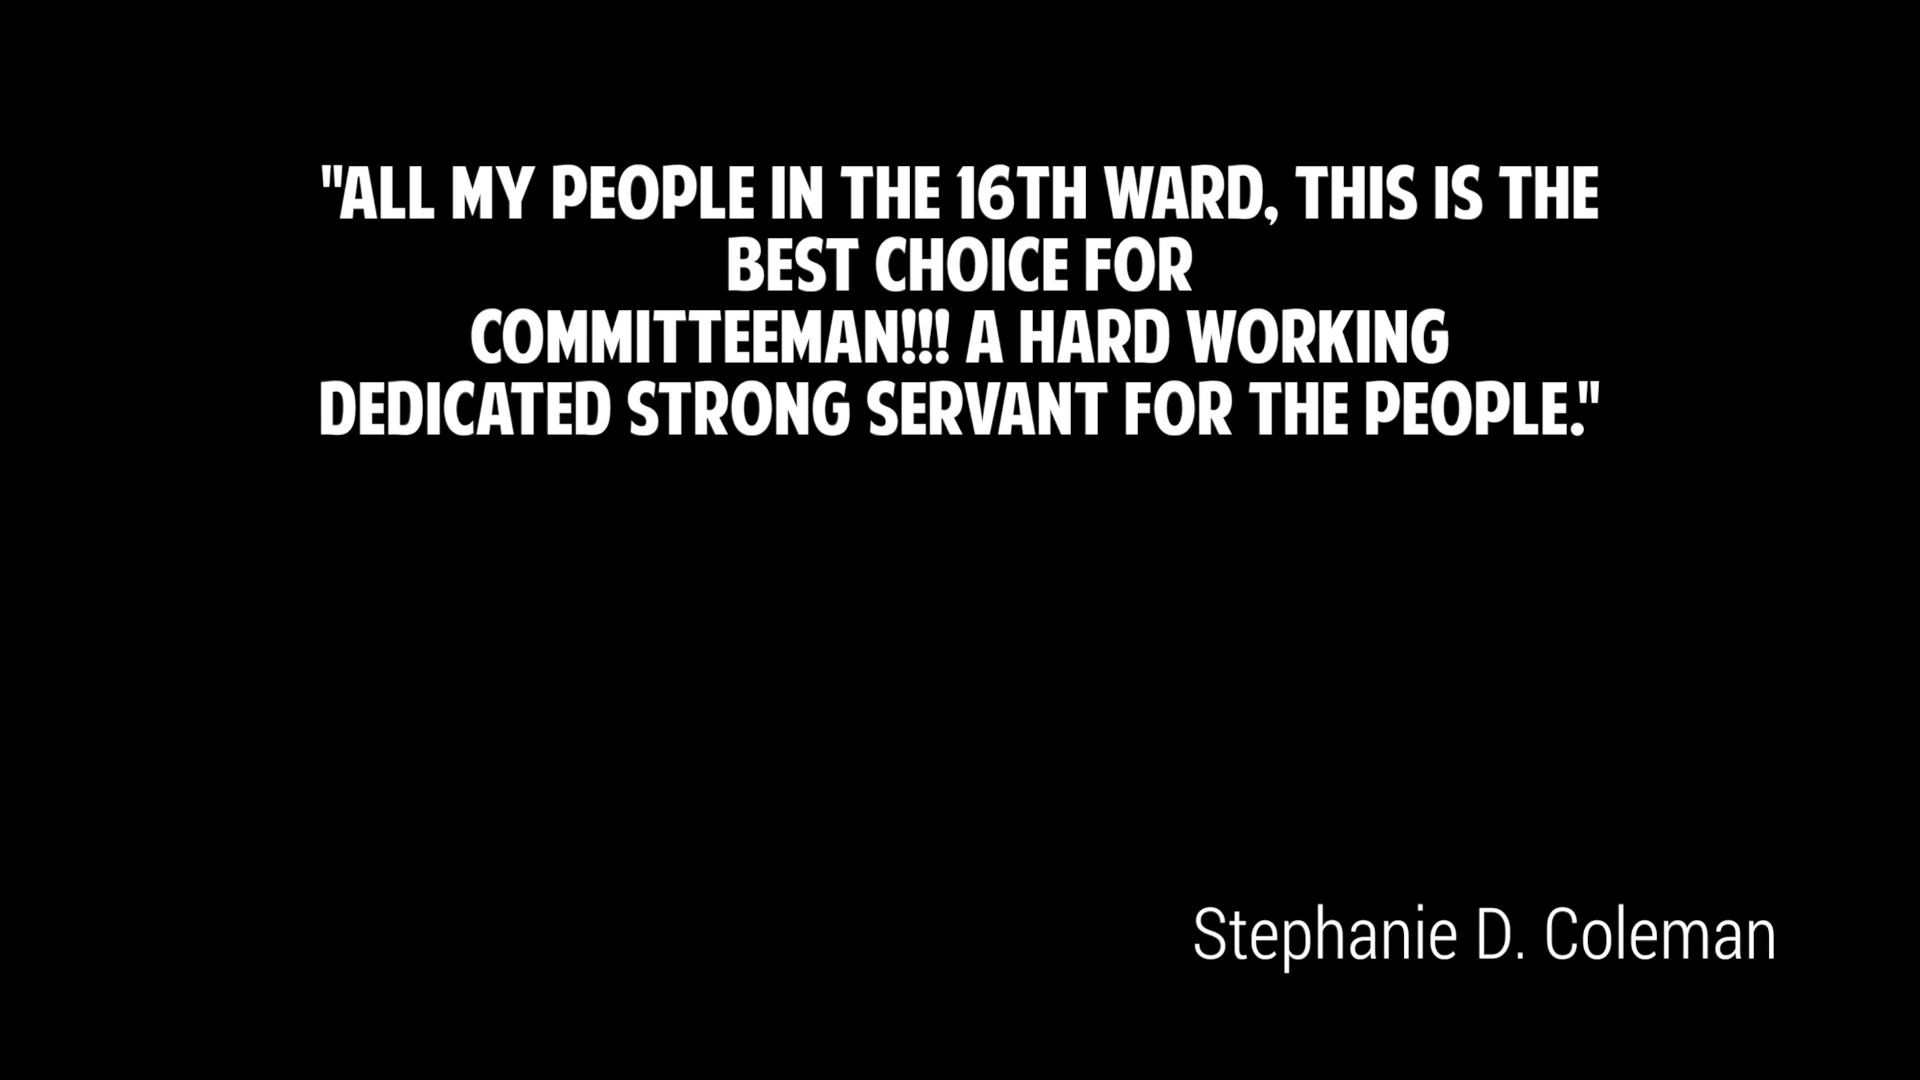 "ALL MY PEOPLE IN THE 16TH WARD, THIS IS THE
BEST CHOICE FOR
COMMITTEEMAN!!! A HARD WORKING
DEDICATED STRONG SERVANT FOR THE PEOPLE."
Stephanie D. Coleman